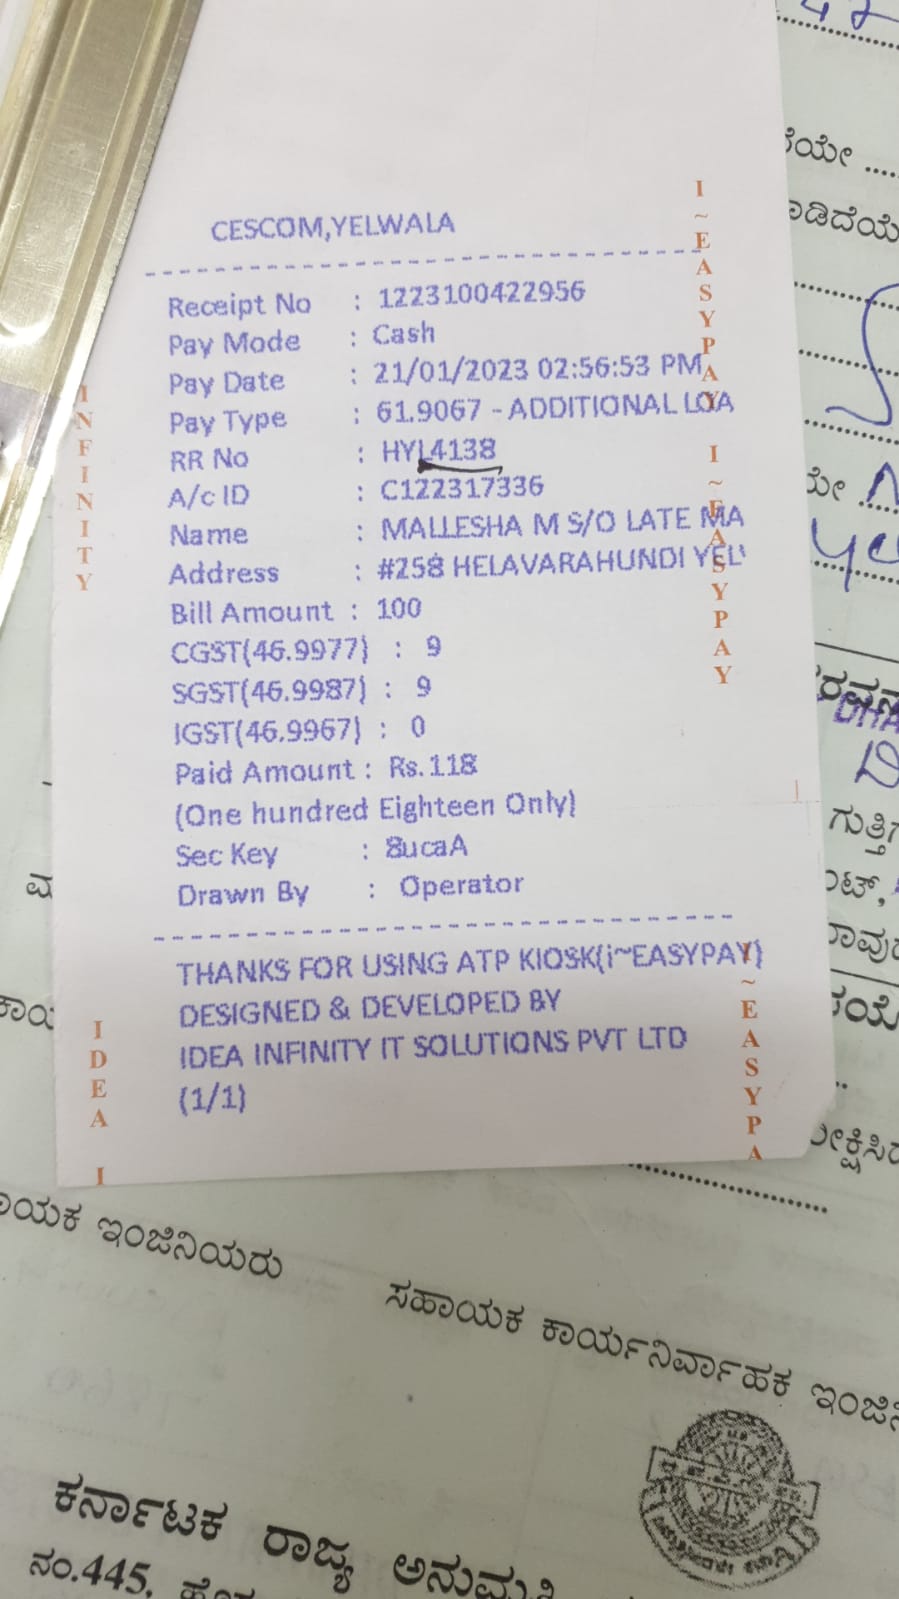 CESCOM,YELWALA
Receipt No : 1223100422956
Pay Mode : Cash
Pay Date : 21/01/2023 02:56:53 PM
Pay Type : 61.9067 - ADDITIONAL LOA
RR No : HYL4138
A/c ID : C122317336
Name : MALLESHA M S/O LATE MA
Address : #258 HELAVARAHUNDI YEL
Bill Amount : 100
CGST(46.9977) : 9
SGST(46.9987) : 9
IGST(46.9967) : 0
Paid Amount : Rs.118
(One hundred Eighteen Only)
Sec Key : 8ucaA
Drawn By : Operator
THANKS FOR USING ATP KIOSK(i~EASYPAY)
DESIGNED & DEVELOPED BY
IDEA INFINITY IT SOLUTIONS PVT LTD
(1/1)
INFINITY
IDEA I
I~EASYPAY
I~EASYPAY
I~EASYPA
ಇಂಜಿನಿಯರು
ಸಹಾಯಕ ಕಾರ್ಯನಿರ್ವಾಹಕ
ಕರ್ನಾಟಕ ರಾಜ್ಯ
ನಂ.445,